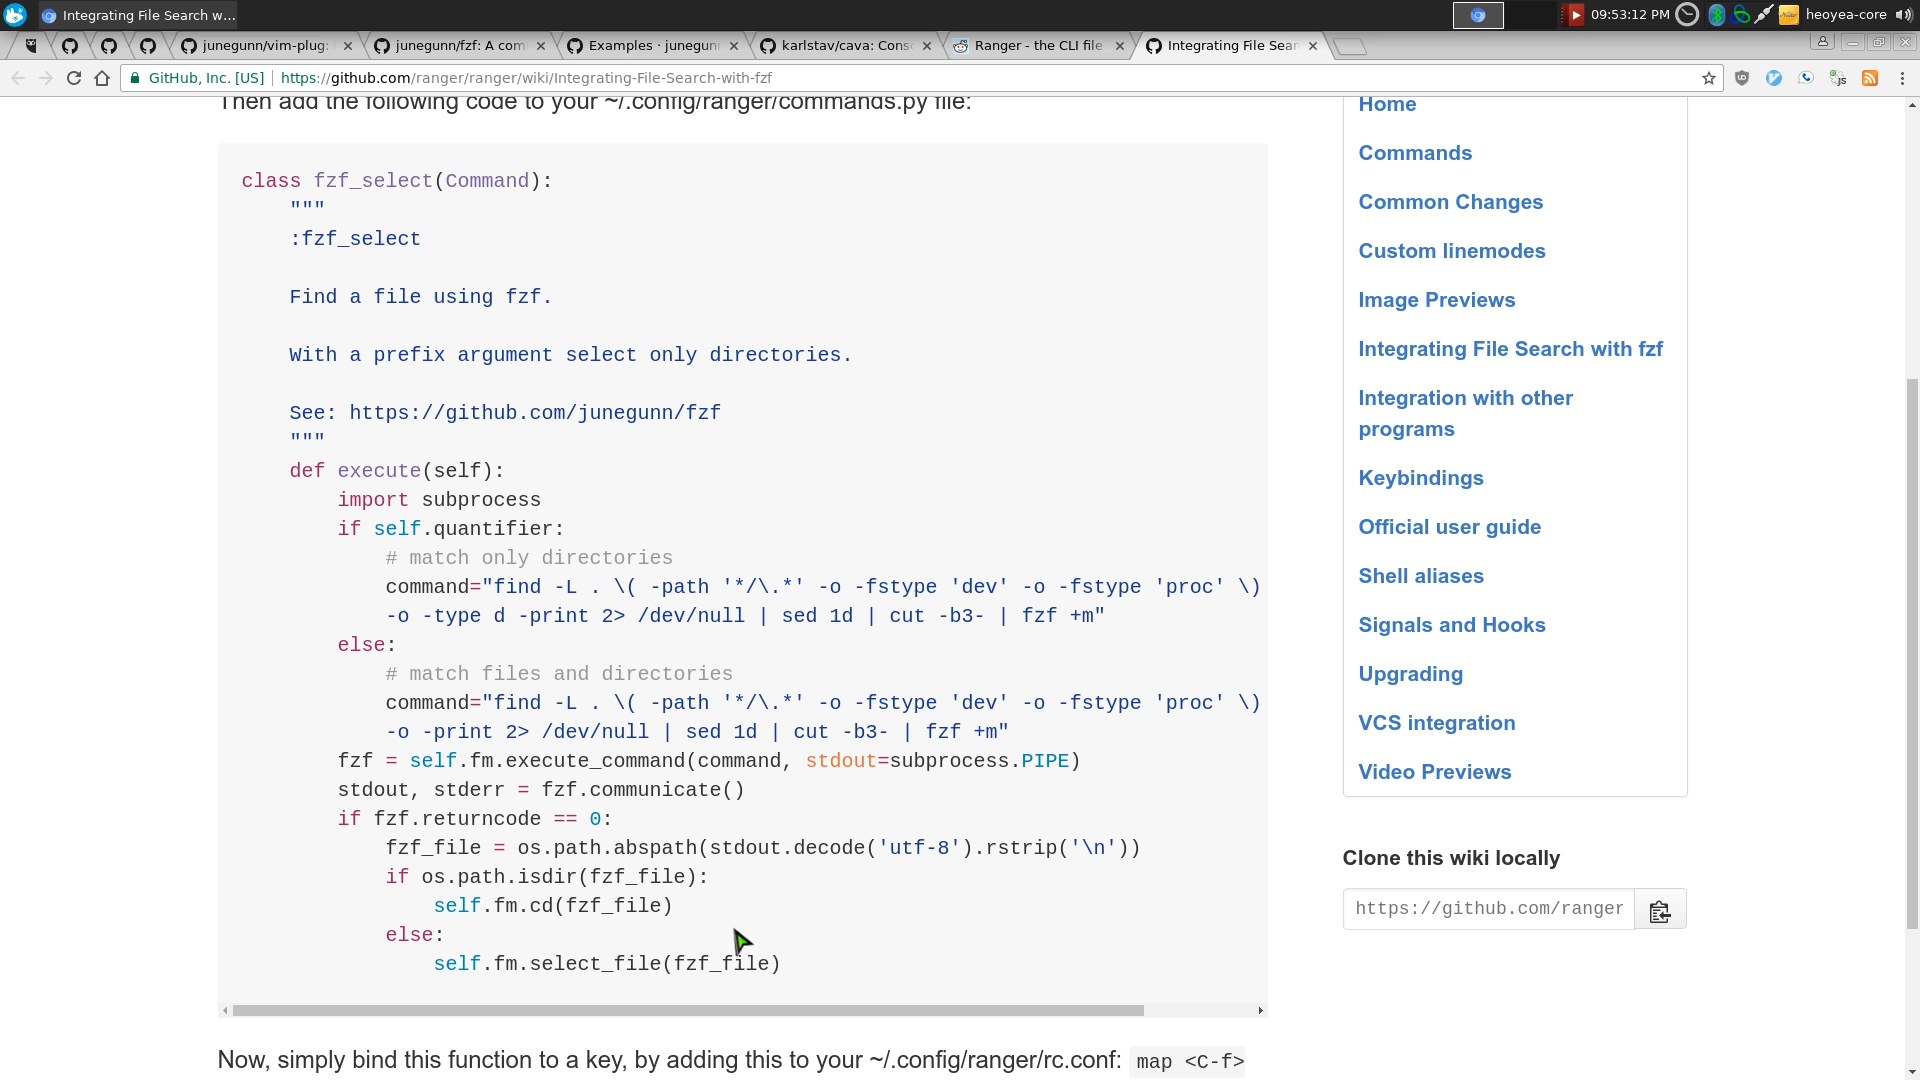 Integrating File Search w...
09:53:12 PM
heoyea-core
junegunn/vim-plug:
junegunn/fzf: A com
Examples · junegunn
karlstav/cava: Conso
Ranger - the CLI file
Integrating File Sear
GitHub, Inc. [US]
https://github.com/ranger/ranger/wiki/Integrating-File-Search-with-fzf
Then add the following code to your ~/.config/ranger/commands.py file:
class fzf_select(Command):
"""
:fzf_select
Find a file using fzf.
With a prefix argument select only directories.
See: https://github.com/junegunn/fzf
"""
def execute(self):
import subprocess
if self.quantifier:
# match only directories
command="find -L . \( -path '*/\.*' -o -fstype 'dev' -o -fstype 'proc' \)
-o -type d -print 2> /dev/null | sed 1d | cut -b3- | fzf +m"
else:
# match files and directories
command="find -L . \( -path '*/\.*' -o -fstype 'dev' -o -fstype 'proc' \)
-o -print 2> /dev/null | sed 1d | cut -b3- | fzf +m"
fzf = self.fm.execute_command(command, stdout=subprocess.PIPE)
stdout, stderr = fzf.communicate()
if fzf.returncode == 0:
fzf_file = os.path.abspath(stdout.decode('utf-8').rstrip('\n'))
if os.path.isdir(fzf_file):
self.fm.cd(fzf_file)
else:
self.fm.select_file(fzf_file)
Now, simply bind this function to a key, by adding this to your ~/.config/ranger/rc.conf: map <C-f>
Home
Commands
Common Changes
Custom linemodes
Image Previews
Integrating File Search with fzf
Integration with other
programs
Keybindings
Official user guide
Shell aliases
Signals and Hooks
Upgrading
VCS integration
Video Previews
Clone this wiki locally
https://github.com/ranger